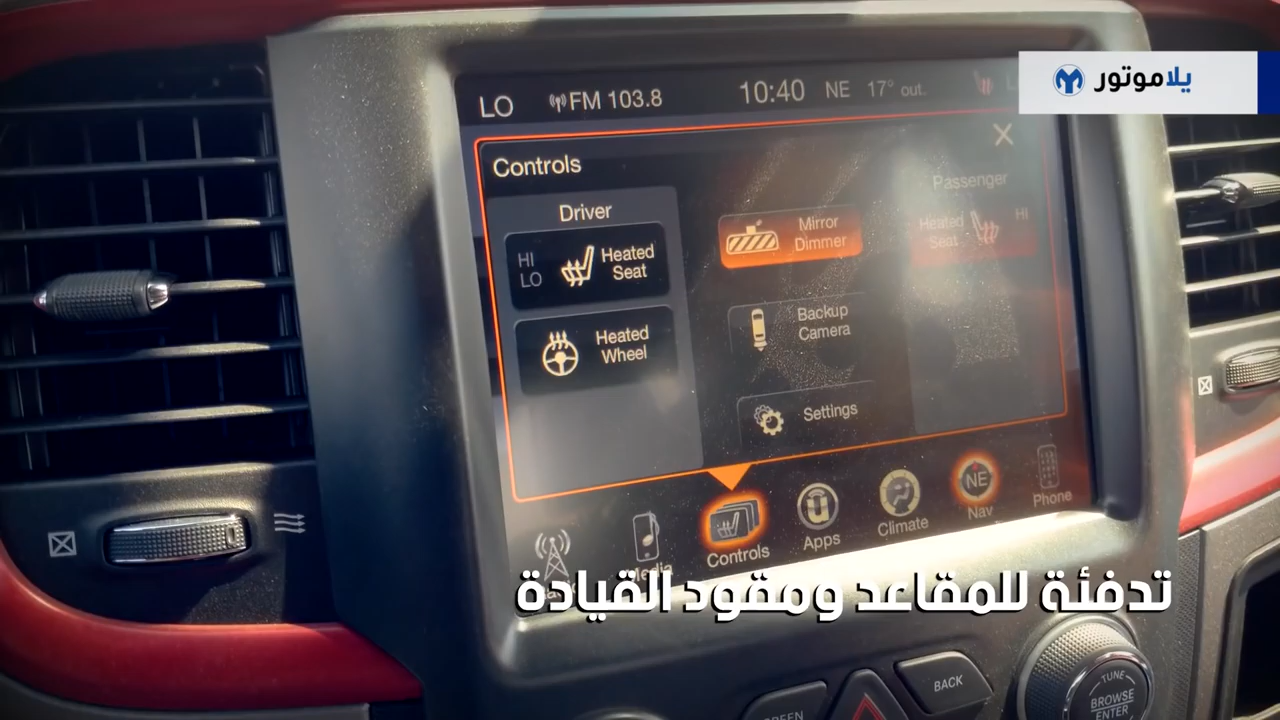 يلاموتور
LO FM 103.8 10:40 NE 17° out.
Controls
Driver
HI
LO
Heated
Seat
Heated
Wheel
Mirror
Dimmer
Backup
Camera
Settings
Passenger
Heated
Seat
HI
Media
Controls
Apps
Climate
NE
Nav
Phone
تدفئة للمقاعد ومقود القيادة
BACK
TUNE
BROWSE
ENTER